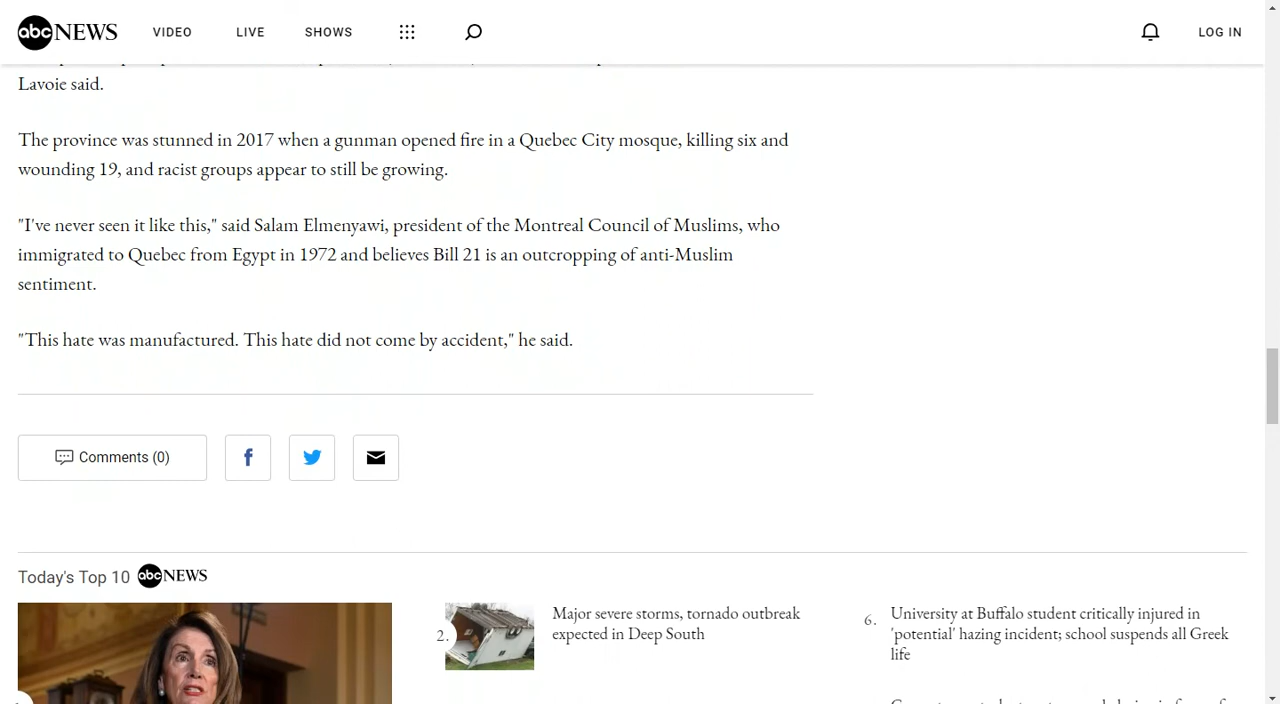 abc NEWS VIDEO LIVE SHOWS LOG IN
Lavoie said.
The province was stunned in 2017 when a gunman opened fire in a Quebec City mosque, killing six and
wounding 19, and racist groups appear to still be growing.
"I've never seen it like this," said Salam Elmenyawi, president of the Montreal Council of Muslims, who
immigrated to Quebec from Egypt in 1972 and believes Bill 21 is an outcropping of anti-Muslim
sentiment.
"This hate was manufactured. This hate did not come by accident," he said.
Comments (0)
Today's Top 10 abc NEWS
2.
Major severe storms, tornado outbreak
expected in Deep South
6.
University at Buffalo student critically injured in
'potential' hazing incident; school suspends all Greek
life